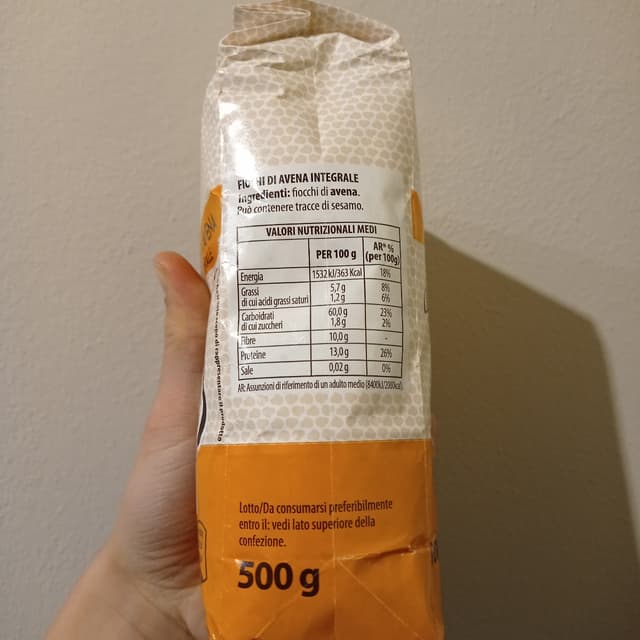 FIOCCHI DI AVENA INTEGRALE
Ingredienti: fiocchi di avena.
Può contenere tracce di sesamo.
VALORI NUTRIZIONALI MEDI
PER 100 g AR* % (per 100g)
Energia 1532 kJ/363 Kcal 18%
Grassi 5,7 g 8%
di cui acidi grassi saturi 1,2 g 6%
Carboidrati 60,0 g 23%
di cui zuccheri 1,8 g 2%
Fibre 10,0 g -
Proteine 13,0 g 26%
Sale 0,02 g 0%
AR: Assunzioni di riferimento di un adulto medio (8400kJ/2000kcal)
Lotto/Da consumarsi preferibilmente
entro il: vedi lato superiore della
confezione.
500 g